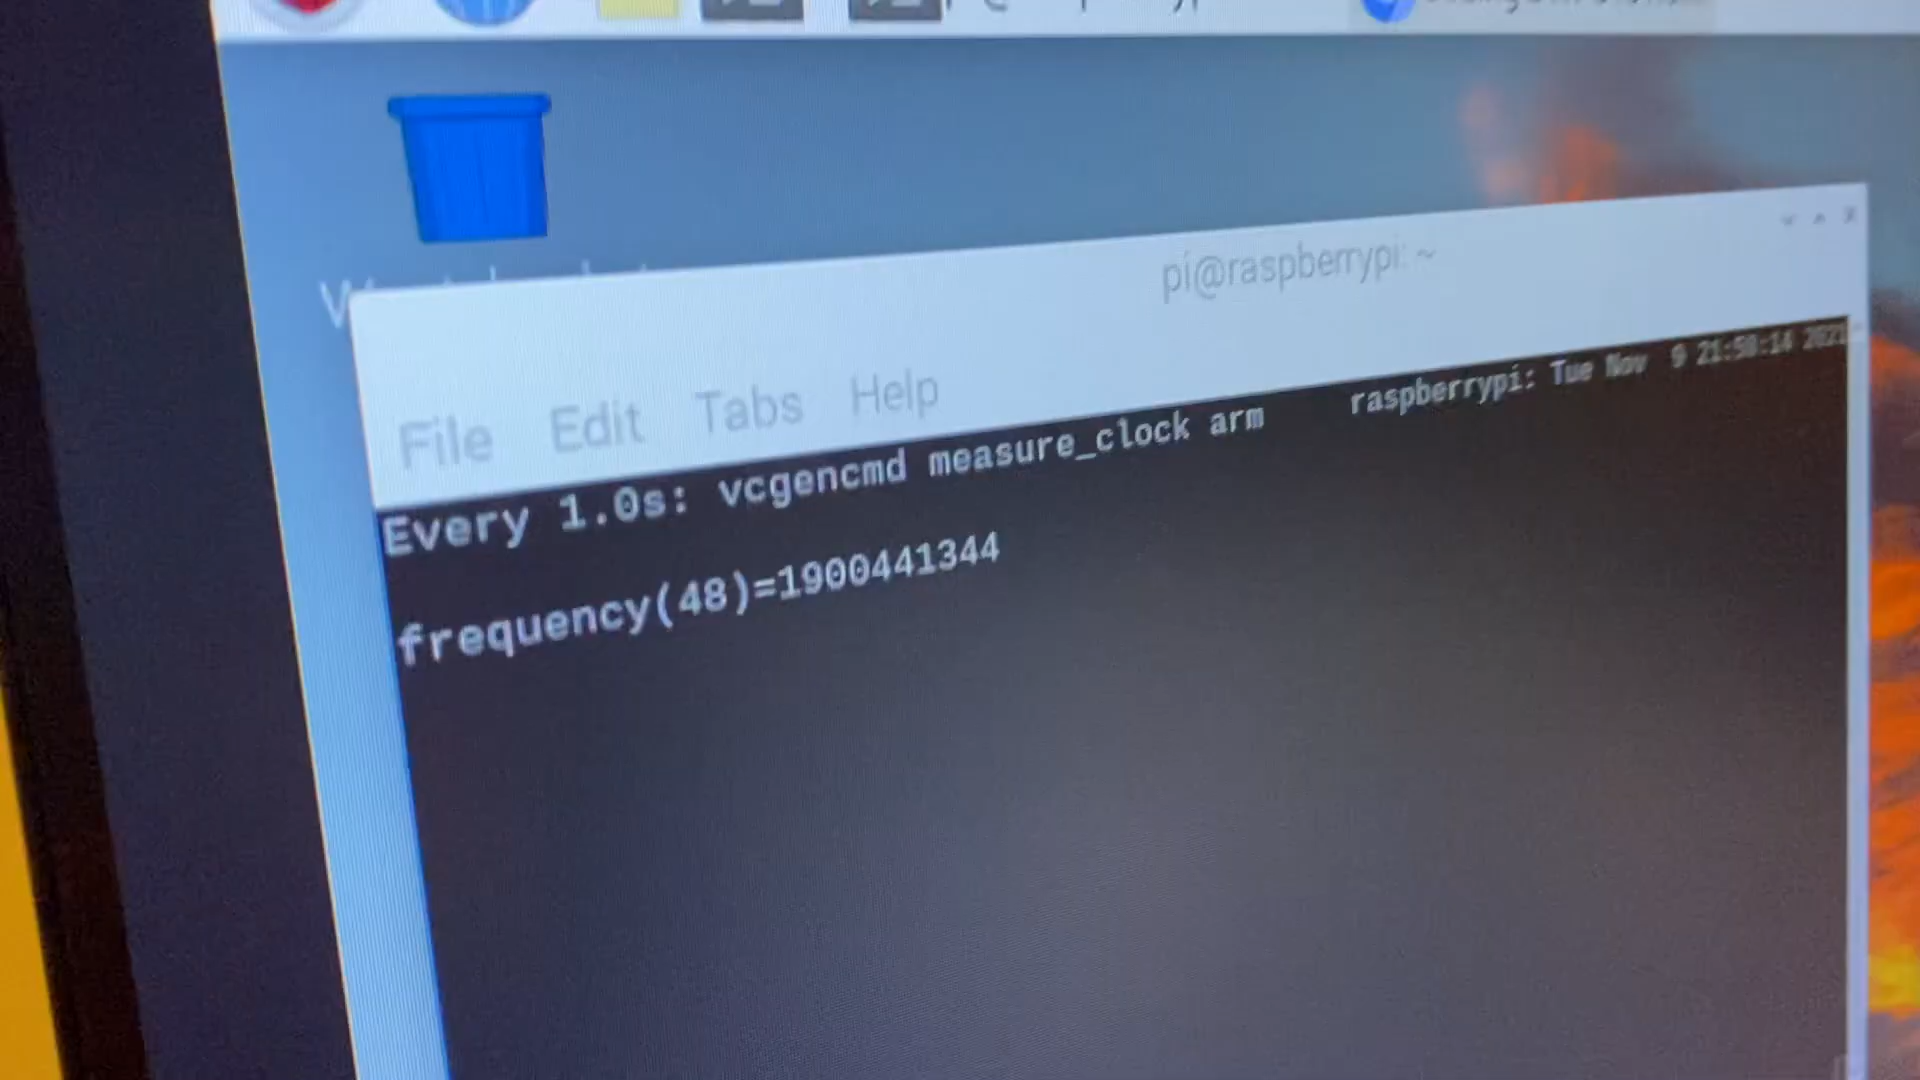 pi@raspberrypi: ~
File Edit Tabs Help
Every 1.0s: vcgencmd measure_clock arm raspberrypi: Tue Nov 9 21:50:14 2021
frequency(48)=1900441344